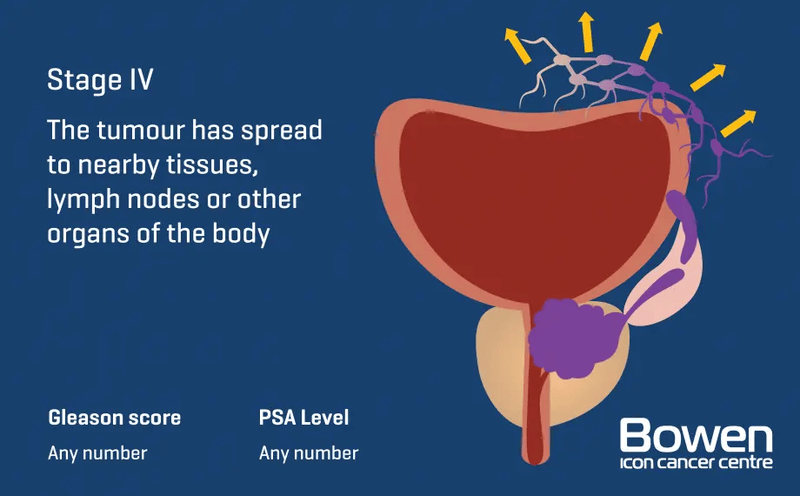 Stage IV
The tumour has spread
to nearby tissues,
lymph nodes or other
organs of the body
Gleason score
Any number
PSA Level
Any number
Bowen
icon cancer centre